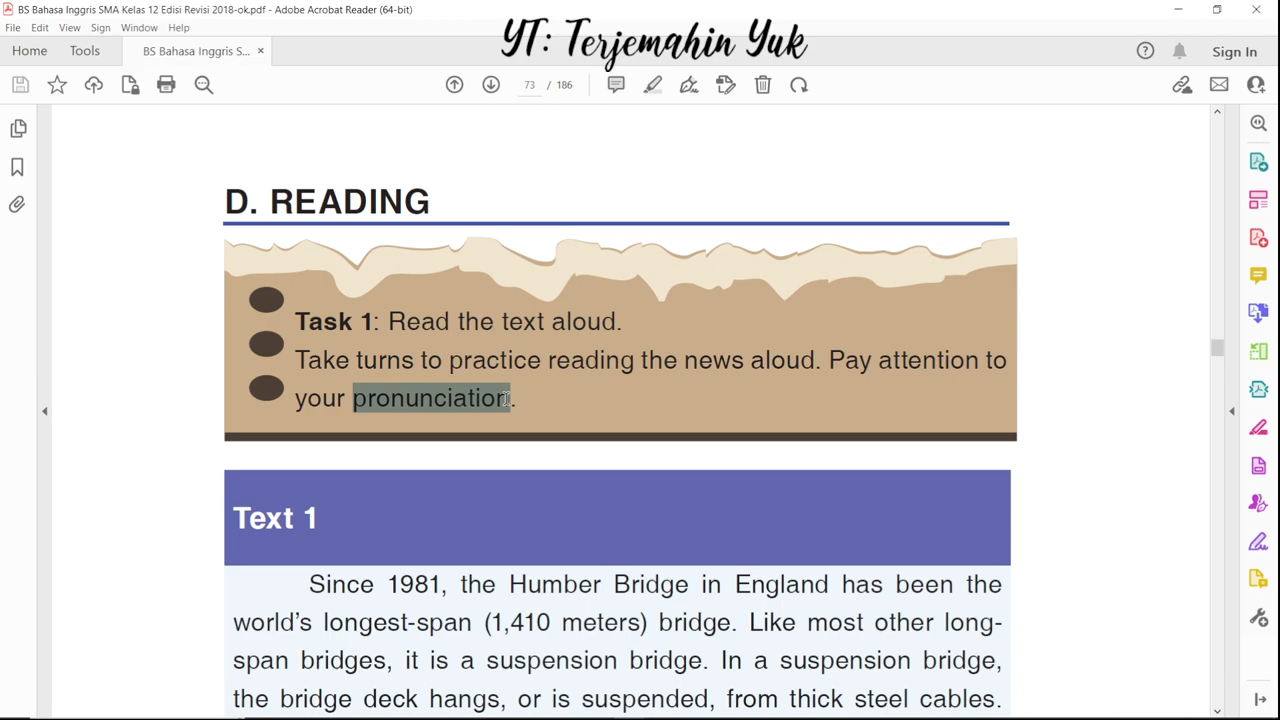 BS Bahasa Inggris SMA Kelas 12 Edisi Revisi 2018-ok.pdf - Adobe Acrobat Reader (64-bit)
File Edit View Sign Window Help
YT: Terjemahin Yuk
Home Tools BS Bahasa Inggris S... × Sign In
73 / 186
D. READING
Task 1: Read the text aloud.
Take turns to practice reading the news aloud. Pay attention to
your pronunciation.
Text 1
Since 1981, the Humber Bridge in England has been the
world's longest-span (1,410 meters) bridge. Like most other long-
span bridges, it is a suspension bridge. In a suspension bridge,
the bridge deck hangs, or is suspended, from thick steel cables.